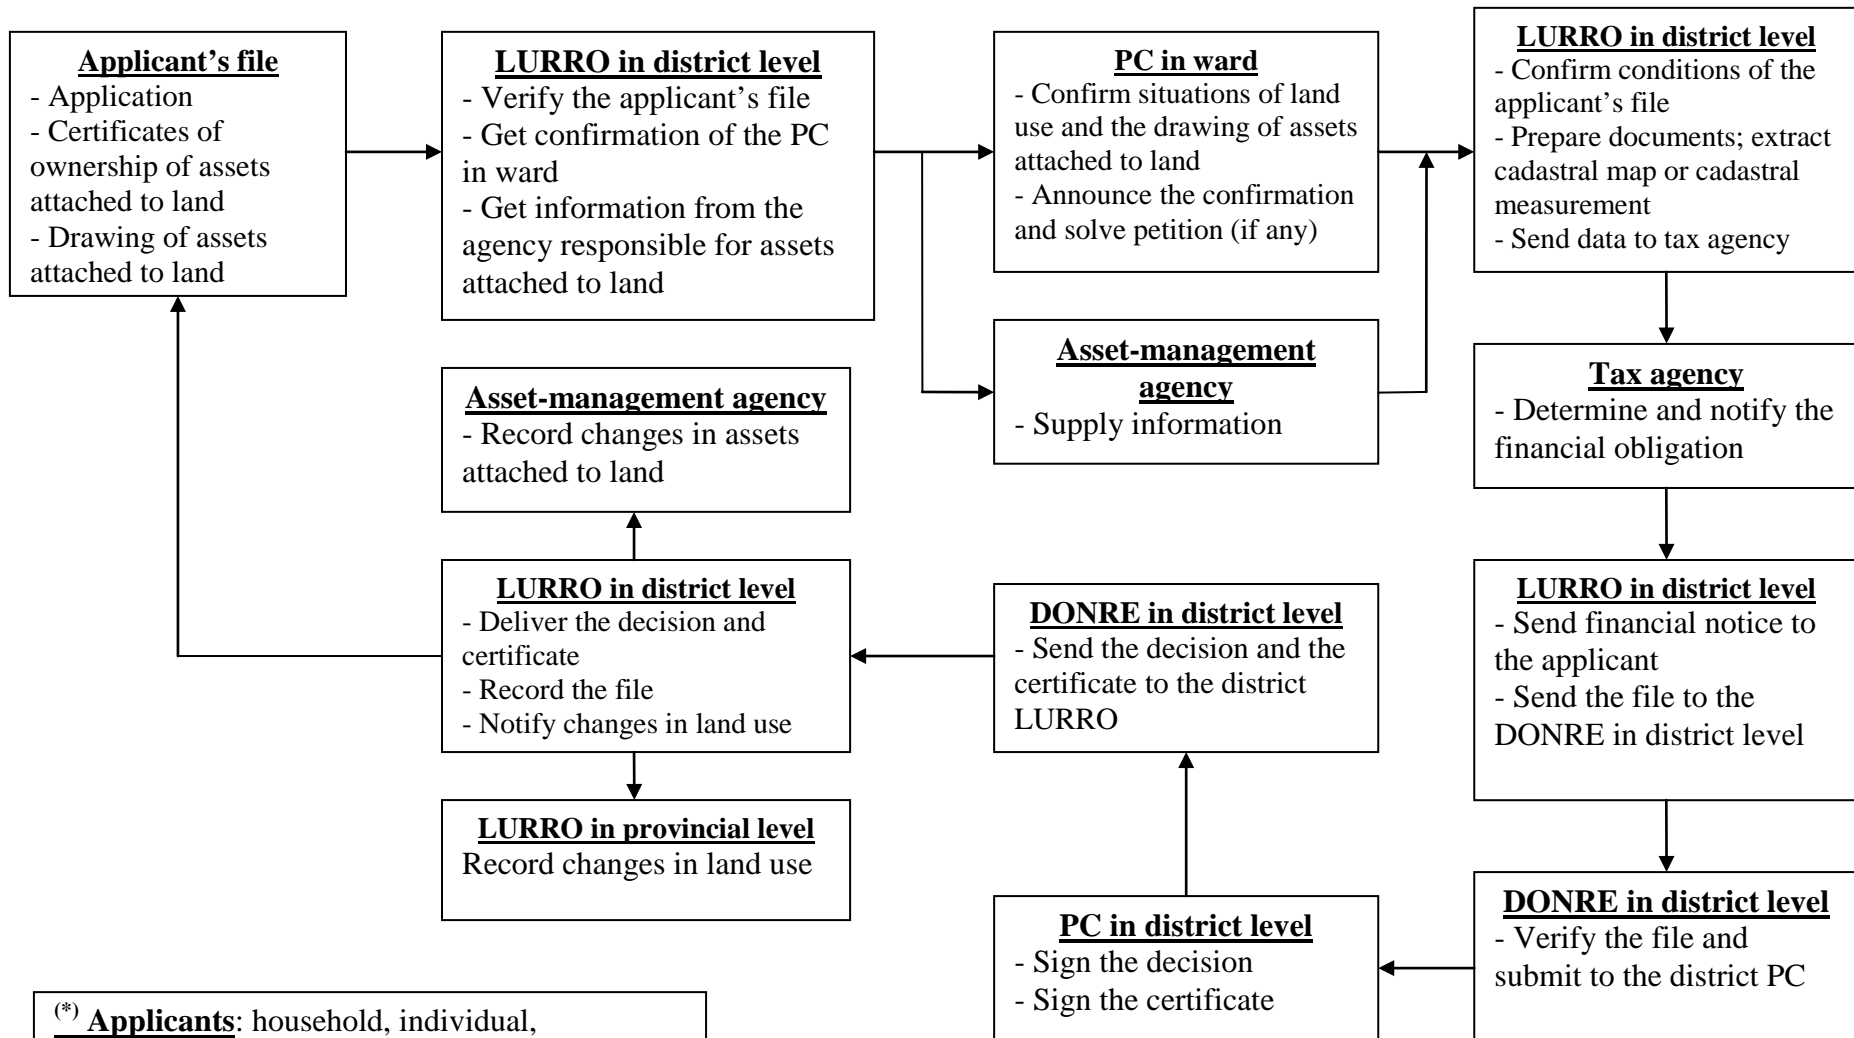 Applicant’s file
- Application
- Certificates of
ownership of assets
attached to land
- Drawing of assets
attached to land
LURRO in district level
- Verify the applicant’s file
- Get confirmation of the PC
in ward
- Get information from the
agency responsible for assets
attached to land
PC in ward
- Confirm situations of land
use and the drawing of assets
attached to land
- Announce the confirmation
and solve petition (if any)
Asset-management
agency
- Supply information
LURRO in district level
- Confirm conditions of the
applicant’s file
- Prepare documents; extract
cadastral map or cadastral
measurement
- Send data to tax agency
Tax agency
- Determine and notify the
financial obligation
LURRO in district level
- Send financial notice to
the applicant
- Send the file to the
DONRE in district level
DONRE in district level
- Verify the file and
submit to the district PC
PC in district level
- Sign the decision
- Sign the certificate
DONRE in district level
- Send the decision and the
certificate to the district
LURRO
LURRO in district level
- Deliver the decision and
certificate
- Record the file
- Notify changes in land use
Asset-management agency
- Record changes in assets
attached to land
LURRO in provincial level
Record changes in land use
(*) Applicants: household, individual,